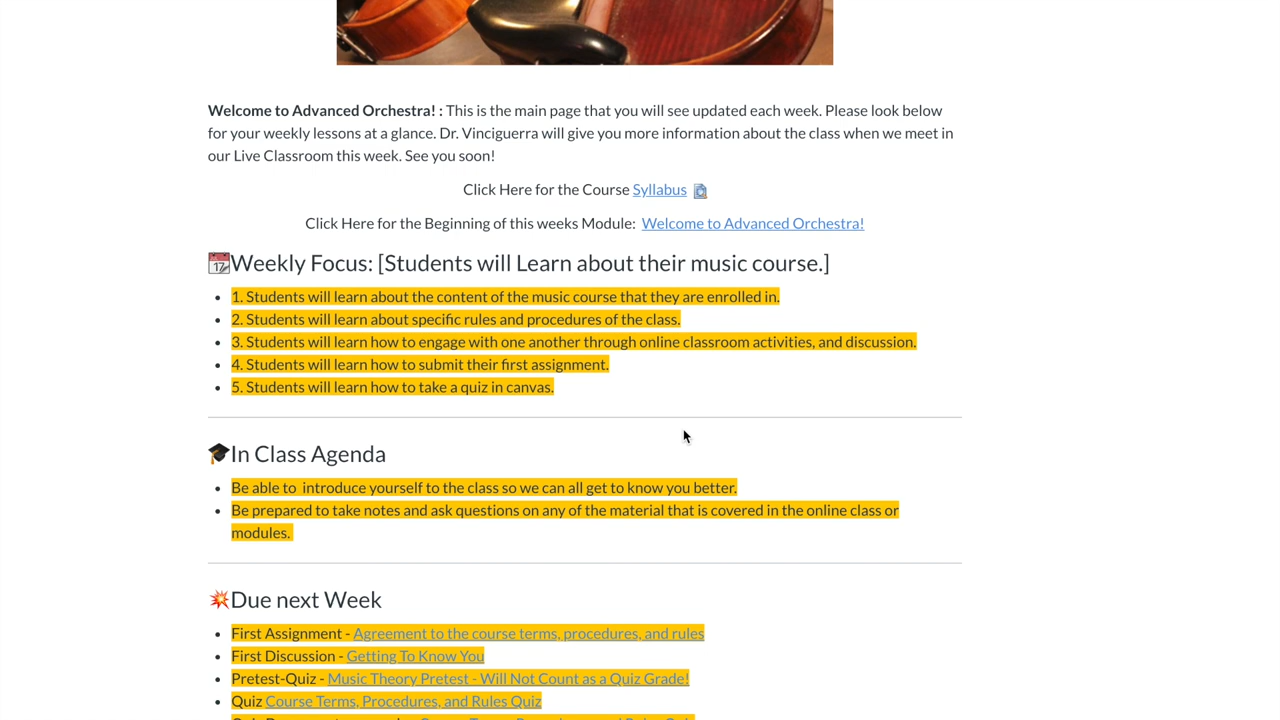 Welcome to Advanced Orchestra! : This is the main page that you will see updated each week. Please look below
for your weekly lessons at a glance. Dr. Vinciguerra will give you more information about the class when we meet in
our Live Classroom this week. See you soon!
Click Here for the Course Syllabus
Click Here for the Beginning of this weeks Module: Welcome to Advanced Orchestra!
Weekly Focus: [Students will Learn about their music course.]
1. Students will learn about the content of the music course that they are enrolled in.
2. Students will learn about specific rules and procedures of the class.
3. Students will learn how to engage with one another through online classroom activities, and discussion.
4. Students will learn how to submit their first assignment.
5. Students will learn how to take a quiz in canvas.
In Class Agenda
Be able to  introduce yourself to the class so we can all get to know you better.
Be prepared to take notes and ask questions on any of the material that is covered in the online class or
modules.
Due next Week
First Assignment - Agreement to the course terms, procedures, and rules
First Discussion - Getting To Know You
Pretest-Quiz - Music Theory Pretest - Will Not Count as a Quiz Grade!
Quiz Course Terms, Procedures, and Rules Quiz